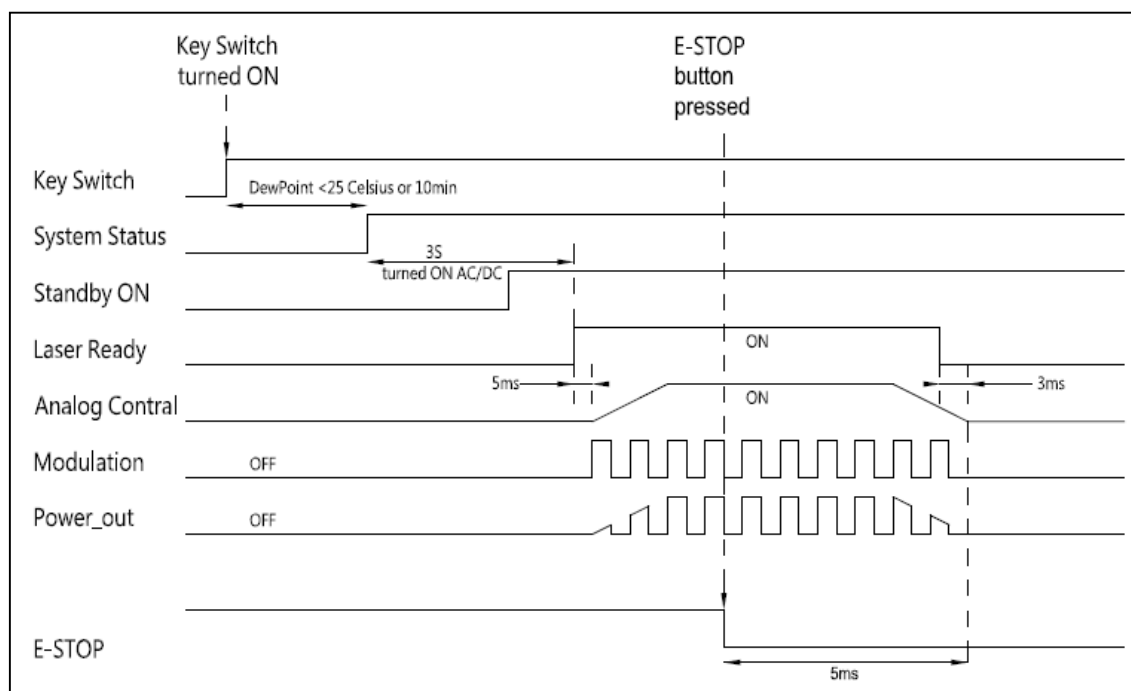 Key Switch
turned ON
E-STOP
button
pressed
Key Switch
DewPoint <25 Celsius or 10min
System Status
3S
turned ON AC/DC
Standby ON
Laser Ready
ON
5ms
3ms
Analog Contral
ON
Modulation
OFF
Power_out
OFF
E-STOP
5ms